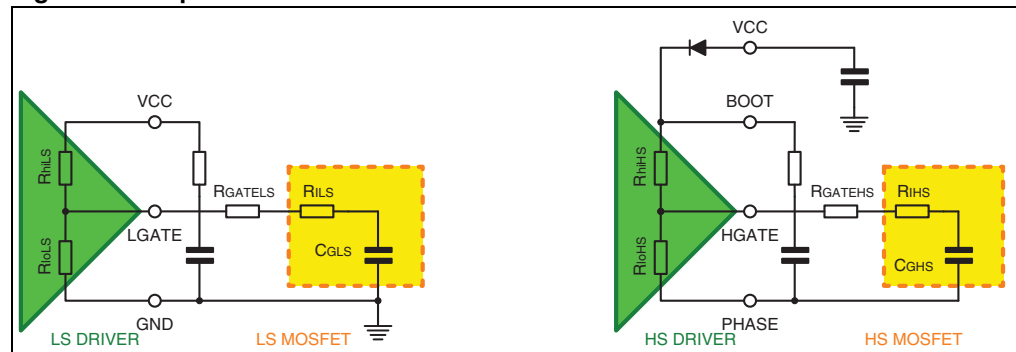 VCC
RhiLS
RloLS
LGATE
RGATELS
RILS
CGLS
GND
LS DRIVER
LS MOSFET
VCC
BOOT
RhiHS
RloHS
HGATE
RGATEHS
RIHS
CGHS
PHASE
HS DRIVER
HS MOSFET